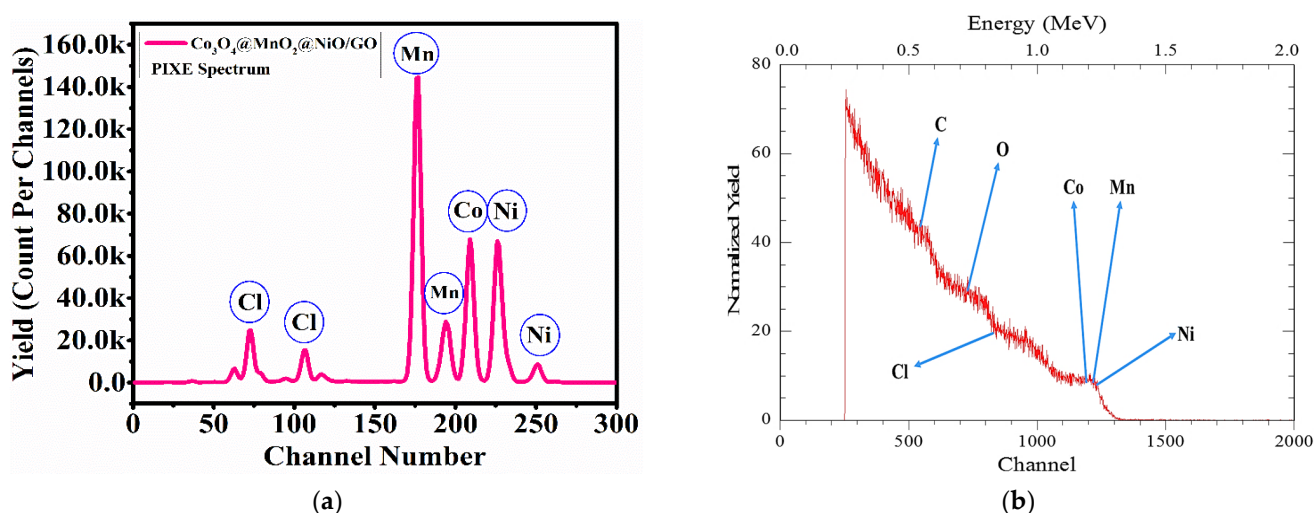 Co₃O₄@MnO₂@NiO/GO
PIXE Spectrum
Yield (Count Per Channels)
160.0k
140.0k
120.0k
100.0k
80.0k
60.0k
40.0k
20.0k
0.0
Cl
Cl
Mn
Mn
Co
Ni
Ni
0 50 100 150 200 250 300
Channel Number
(a)
Energy (MeV)
0.0 0.5 1.0 1.5 2.0
Normalized Yield
80
60
40
20
0
C
O
Co
Mn
Cl
Ni
0 500 1000 1500 2000
Channel
(b)